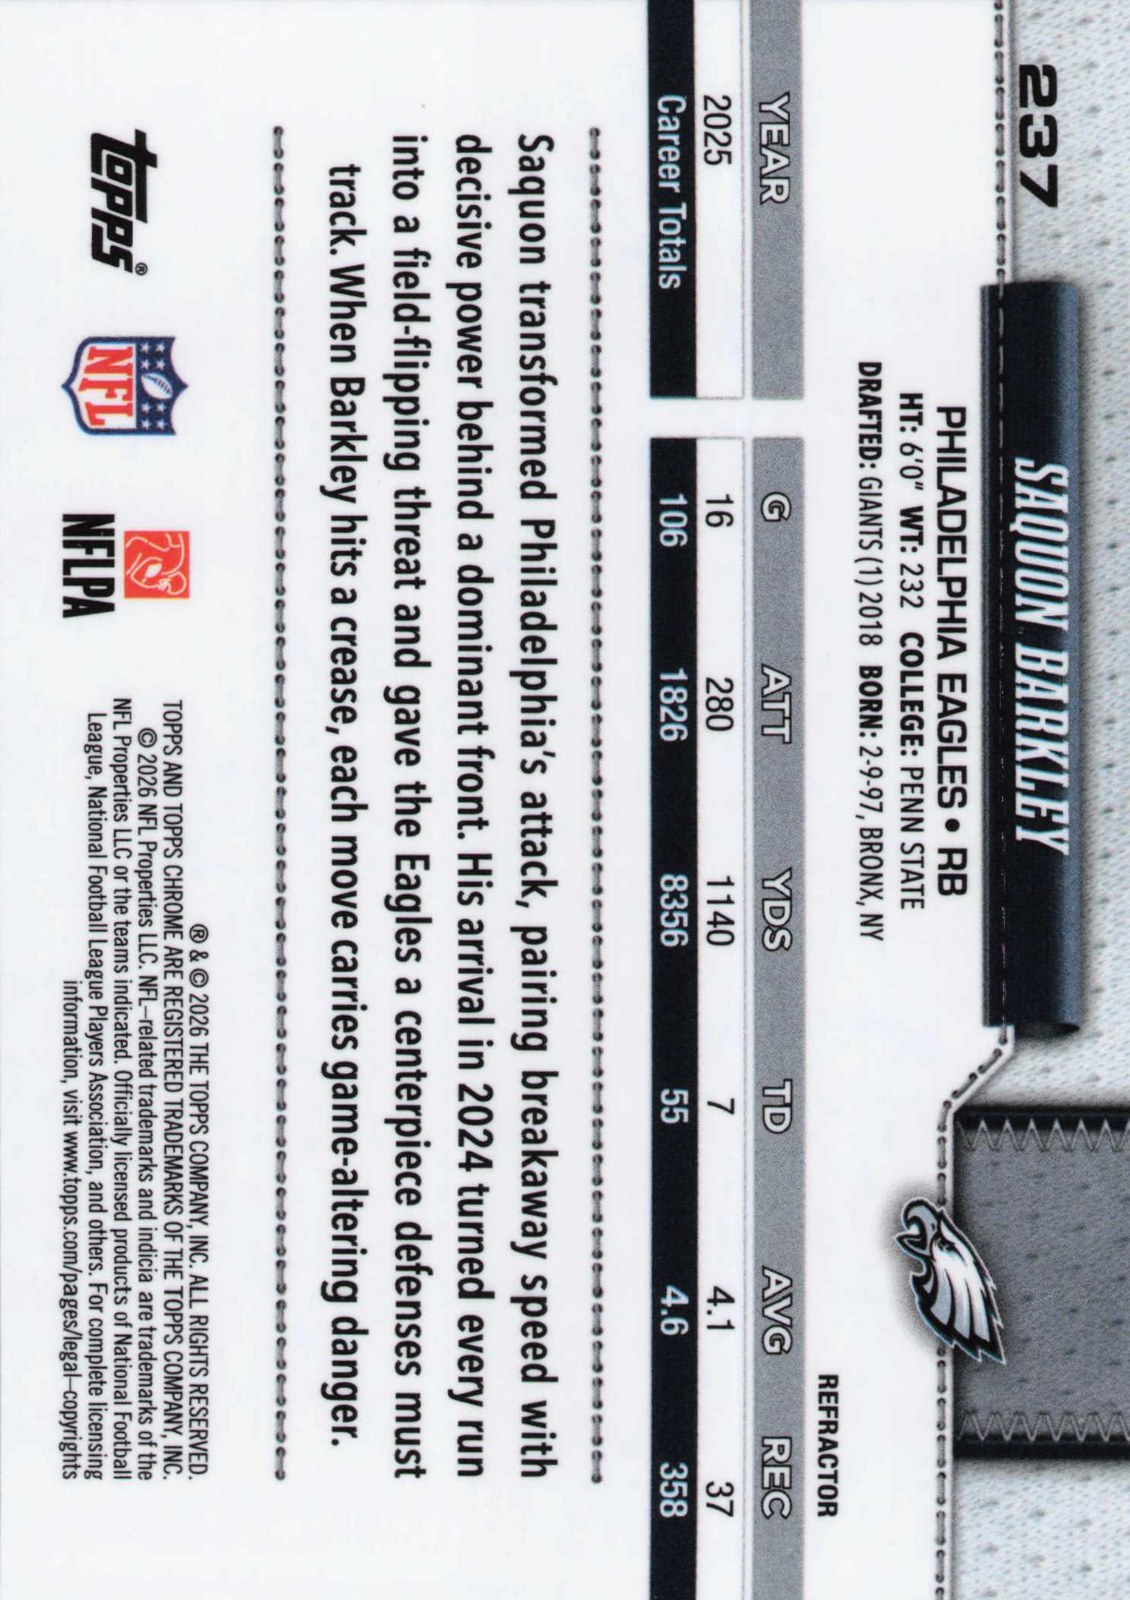 237
SAQUON BARKLEY
PHILADELPHIA EAGLES • RB
HT: 6'0" WT: 232 COLLEGE: PENN STATE
DRAFTED: GIANTS (1) 2018 BORN: 2-9-97, BRONX, NY
REFRACTOR
YEAR G ATT YDS TD AVG REC
2025 16 280 1140 7 4.1 37
Career Totals 106 1826 8356 55 4.6 358
Saquon transformed Philadelphia's attack, pairing breakaway speed with
decisive power behind a dominant front. His arrival in 2024 turned every run
into a field-flipping threat and gave the Eagles a centerpiece defenses must
track. When Barkley hits a crease, each move carries game-altering danger.
topps®
NFL
NFLPA
® & © 2026 THE TOPPS COMPANY, INC. ALL RIGHTS RESERVED.
TOPPS AND TOPPS CHROME ARE REGISTERED TRADEMARKS OF THE TOPPS COMPANY, INC.
© 2026 NFL Properties LLC. NFL-related trademarks and indicia are trademarks of the
NFL Properties LLC or the teams indicated. Officially licensed products of National Football
League, National Football League Players Association, and others. For complete licensing
information, visit www.topps.com/pages/legal-copyrights